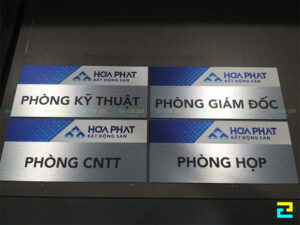 HOA PHAT
BẤT ĐỘNG SẢN
PHÒNG KỸ THUẬT
HOA PHAT
BẤT ĐỘNG SẢN
PHÒNG GIÁM ĐỐC
HOA PHAT
BẤT ĐỘNG SẢN
PHÒNG CNTT
HOA PHAT
BẤT ĐỘNG SẢN
PHÒNG HỌP